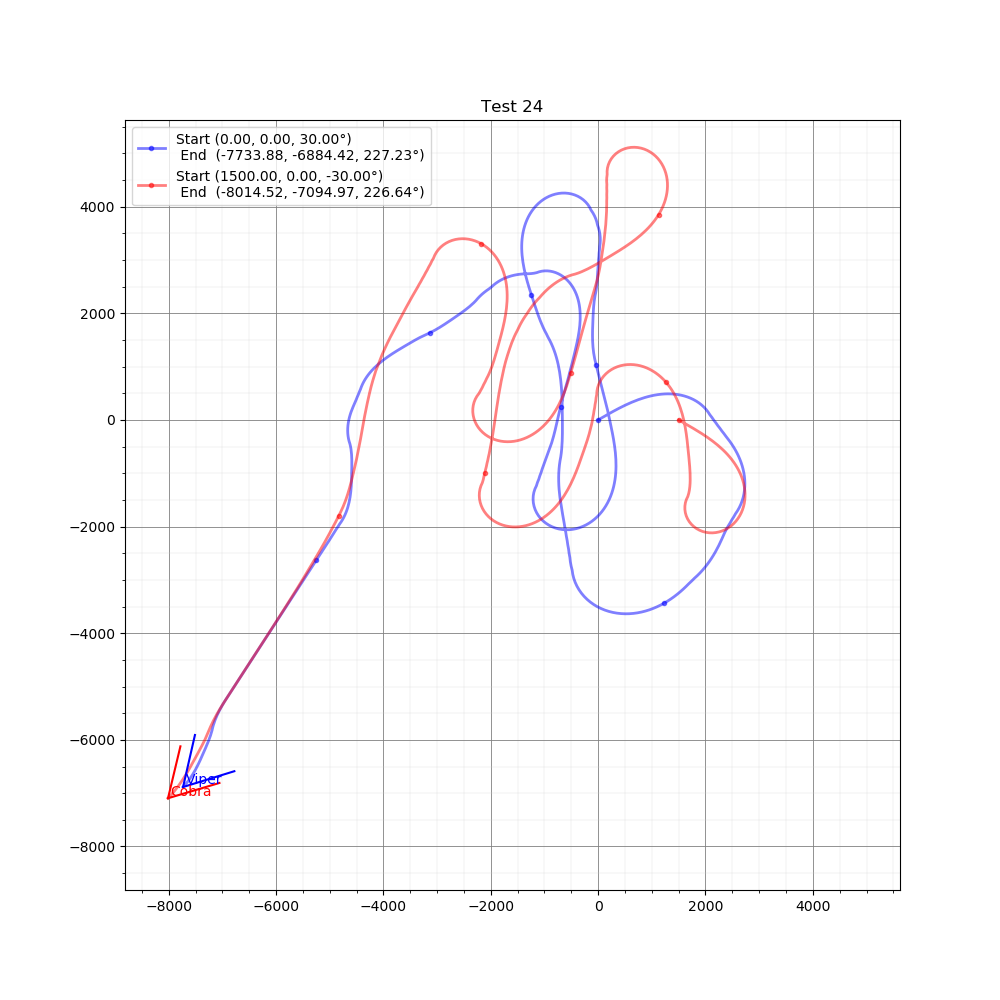 Test 24
Start (0.00, 0.00, 30.00°)
End (-7733.88, -6884.42, 227.23°)
Start (1500.00, 0.00, -30.00°)
End (-8014.52, -7094.97, 226.64°)
4000
2000
0
−2000
−4000
−6000
−8000
Viper
Cobra
−8000 −6000 −4000 −2000 0 2000 4000